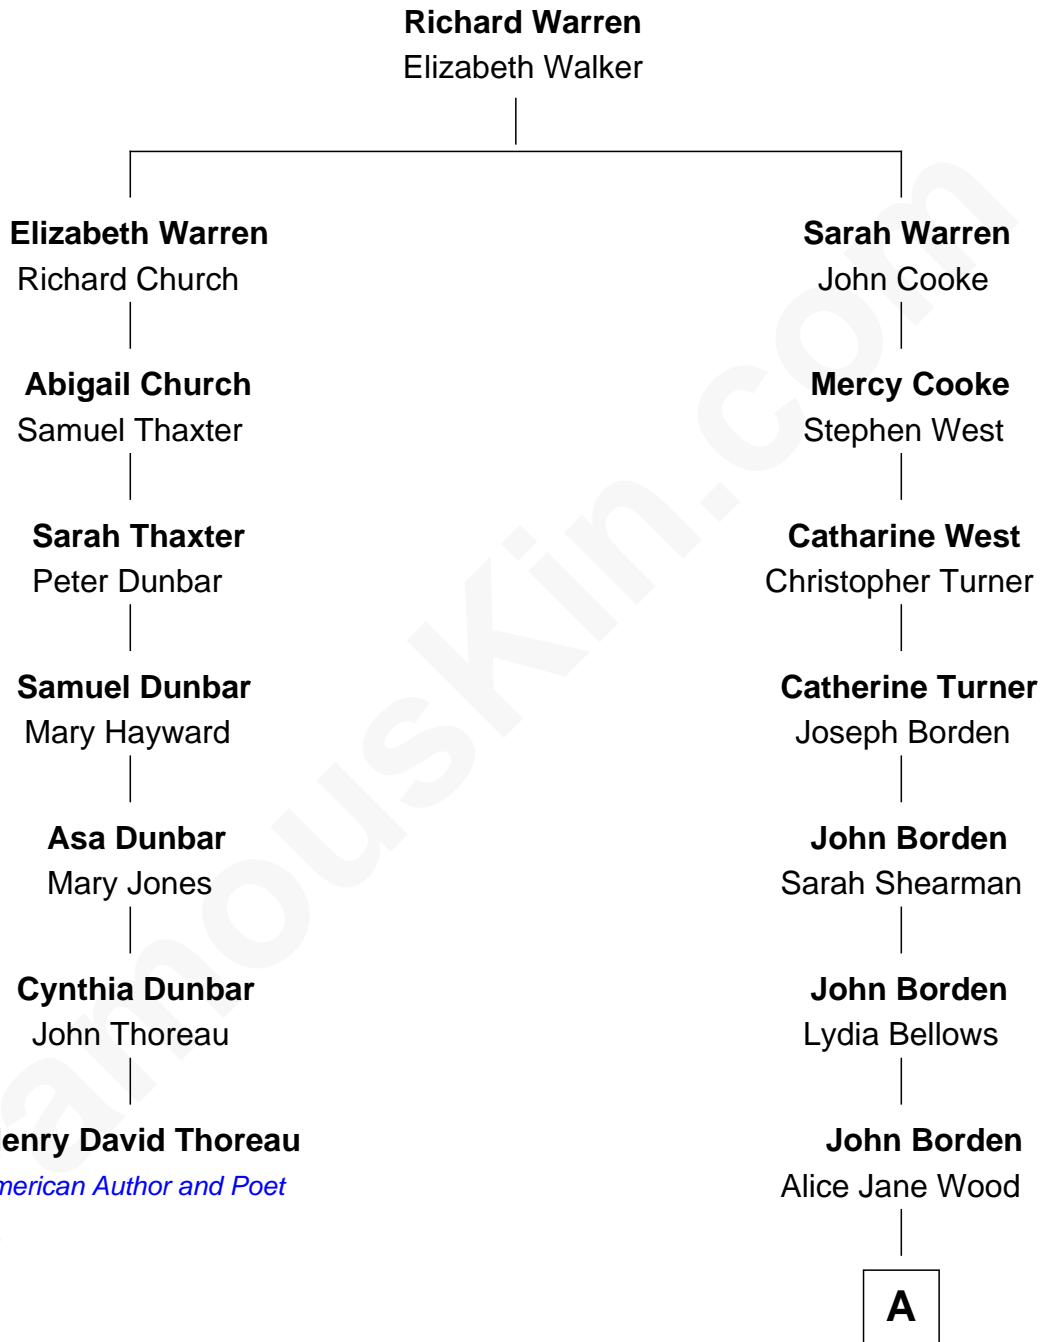 Richard Warren
Elizabeth Walker
Elizabeth Warren
Richard Church
Abigail Church
Samuel Thaxter
Sarah Thaxter
Peter Dunbar
Samuel Dunbar
Mary Hayward
Asa Dunbar
Mary Jones
Cynthia Dunbar
John Thoreau
enry David Thoreau
merican Author and Poet
Sarah Warren
John Cooke
Mercy Cooke
Stephen West
Catharine West
Christopher Turner
Catherine Turner
Joseph Borden
John Borden
Sarah Shearman
John Borden
Lydia Bellows
John Borden
Alice Jane Wood
A
amouskin.com